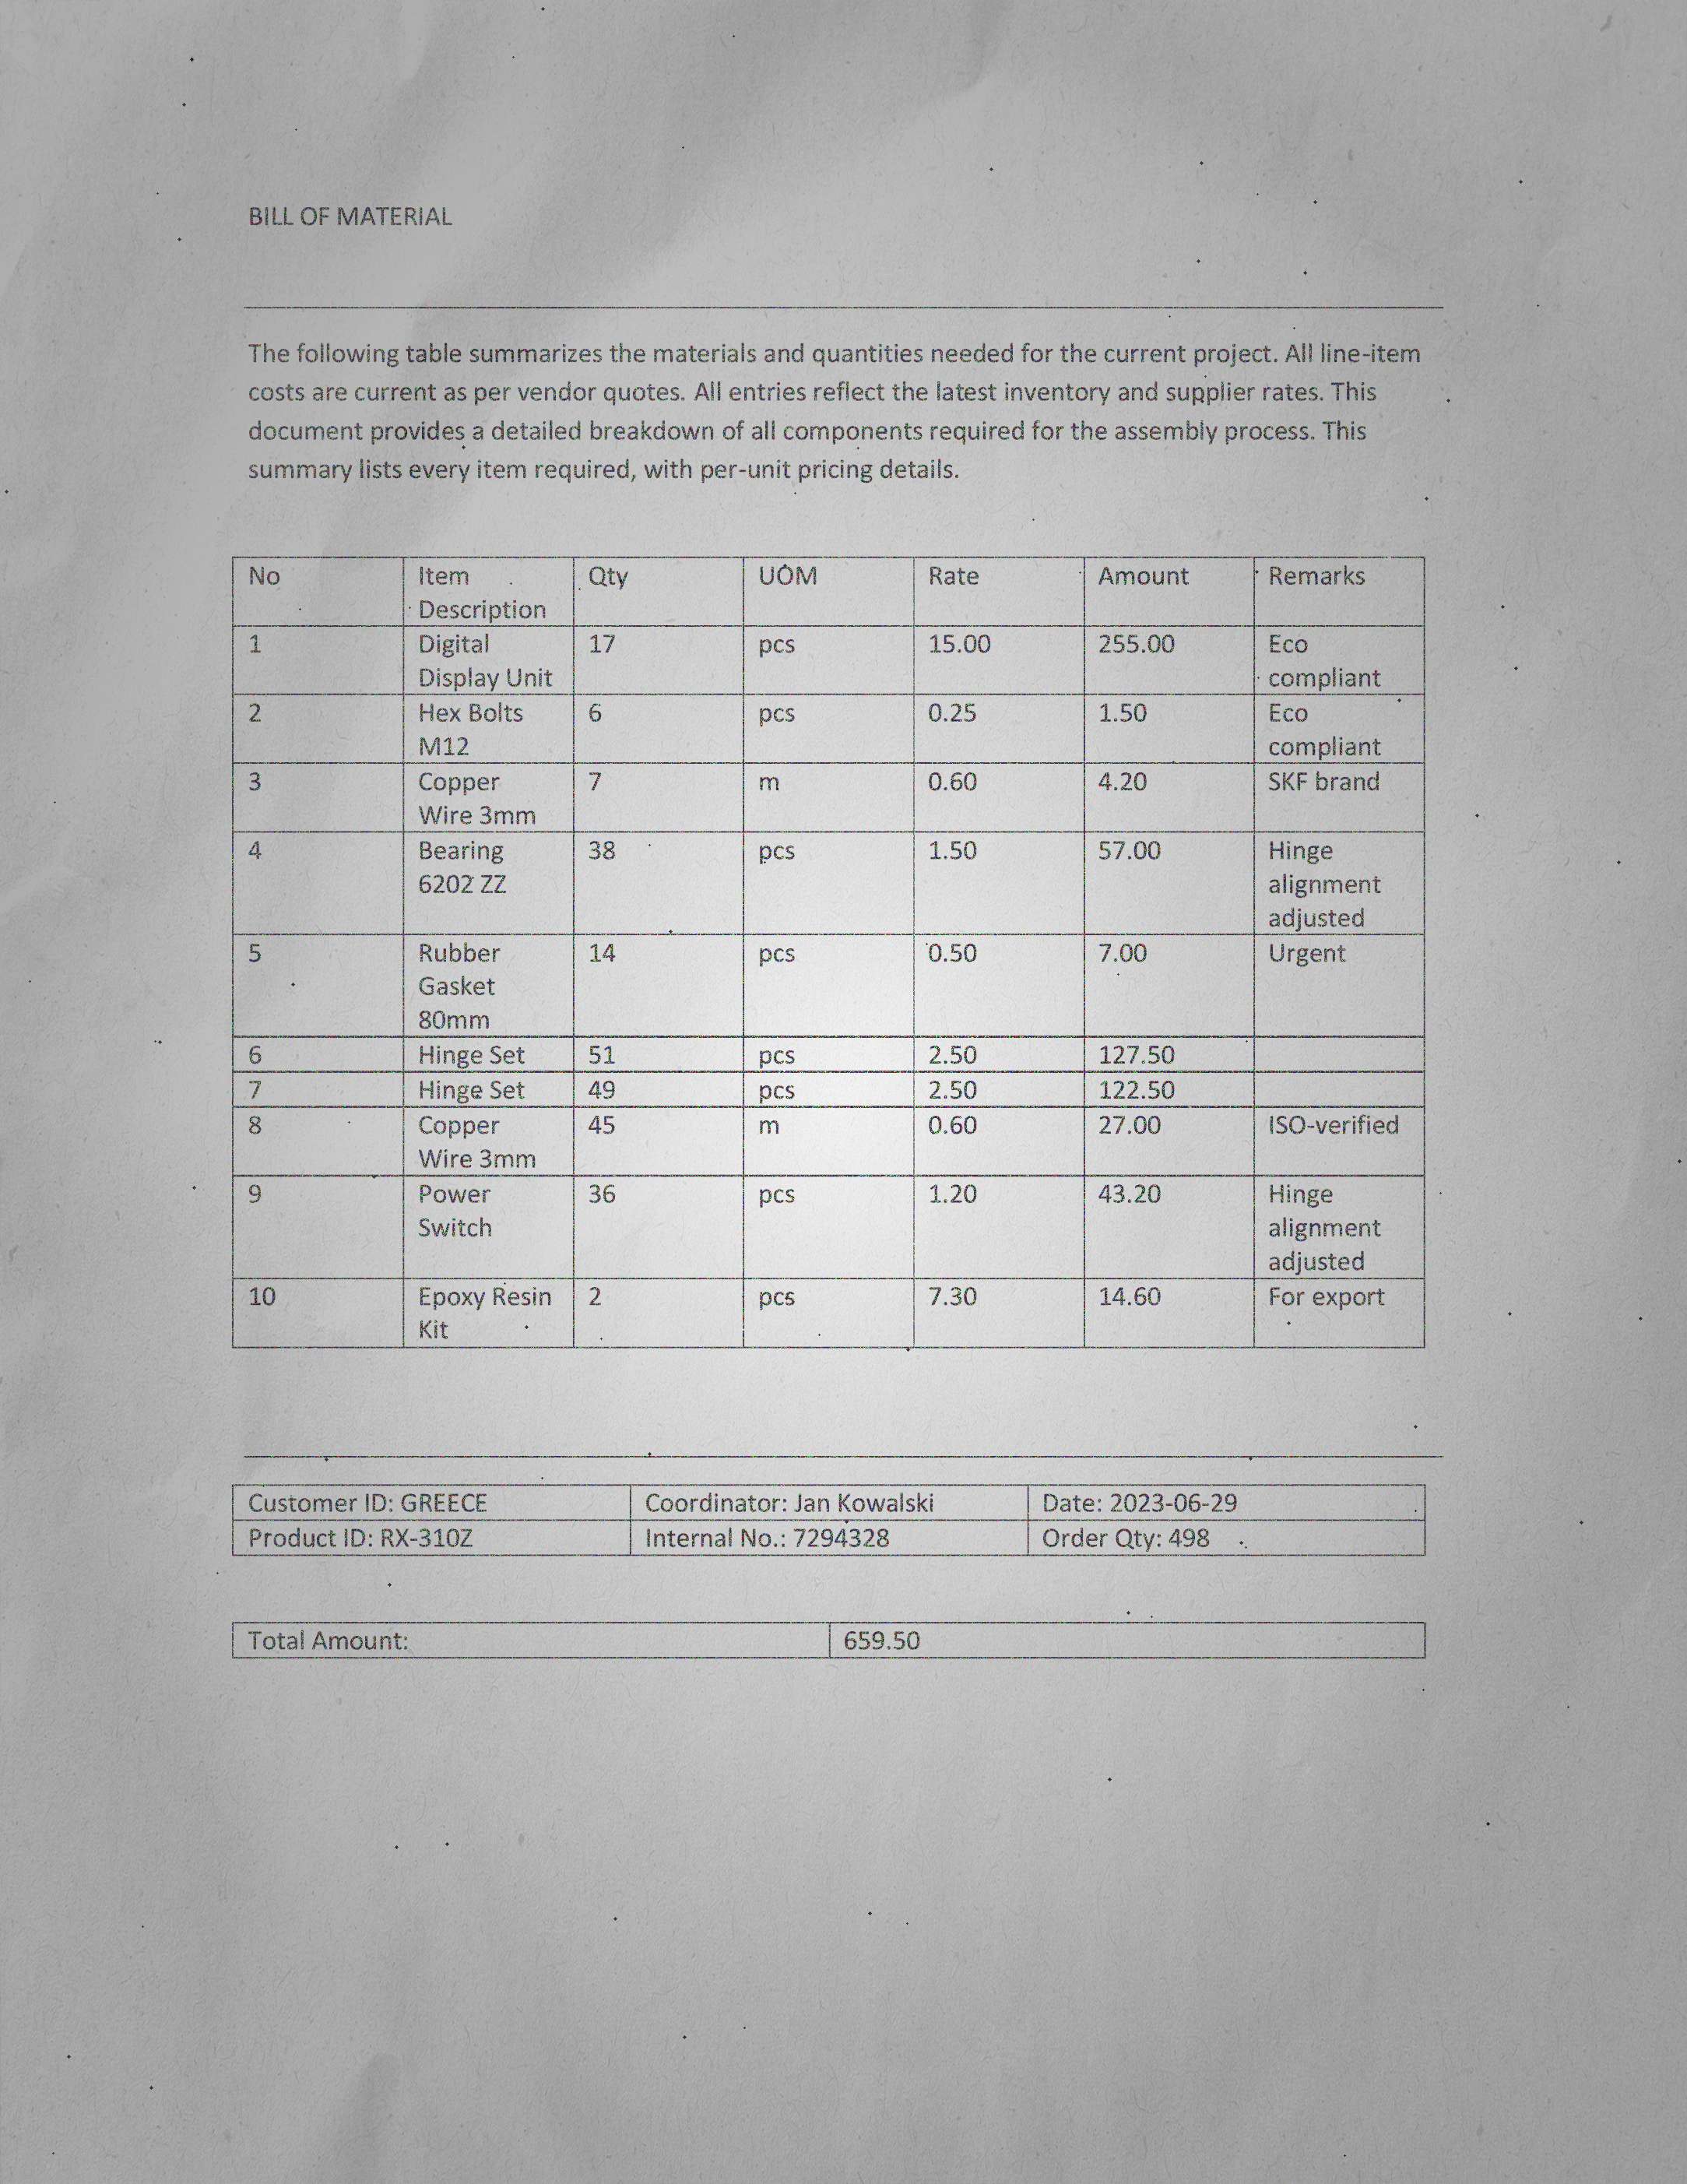 BILL OF MATERIAL
The following table summarizes the materials and quantities needed for the current project. All line-item
costs are current as per vendor quotes. All entries reflect the latest inventory and supplier rates. This
document provides a detailed breakdown of all components required for the assembly process. This
summary lists every item required, with per-unit pricing details.
No Item Description Qty UOM Rate Amount Remarks
1 Digital Display Unit 17 pcs 15.00 255.00 Eco compliant
2 Hex Bolts M12 6 pcs 0.25 1.50 Eco compliant
3 Copper Wire 3mm 7 m 0.60 4.20 SKF brand
4 Bearing 6202 ZZ 38 pcs 1.50 57.00 Hinge alignment adjusted
5 Rubber Gasket 80mm 14 pcs 0.50 7.00 Urgent
6 Hinge Set 51 pcs 2.50 127.50
7 Hinge Set 49 pcs 2.50 122.50
8 Copper Wire 3mm 45 m 0.60 27.00 ISO-verified
9 Power Switch 36 pcs 1.20 43.20 Hinge alignment adjusted
10 Epoxy Resin Kit 2 pcs 7.30 14.60 For export
Customer ID: GREECE Coordinator: Jan Kowalski Date: 2023-06-29
Product ID: RX-310Z Internal No.: 7294328 Order Qty: 498
Total Amount: 659.50